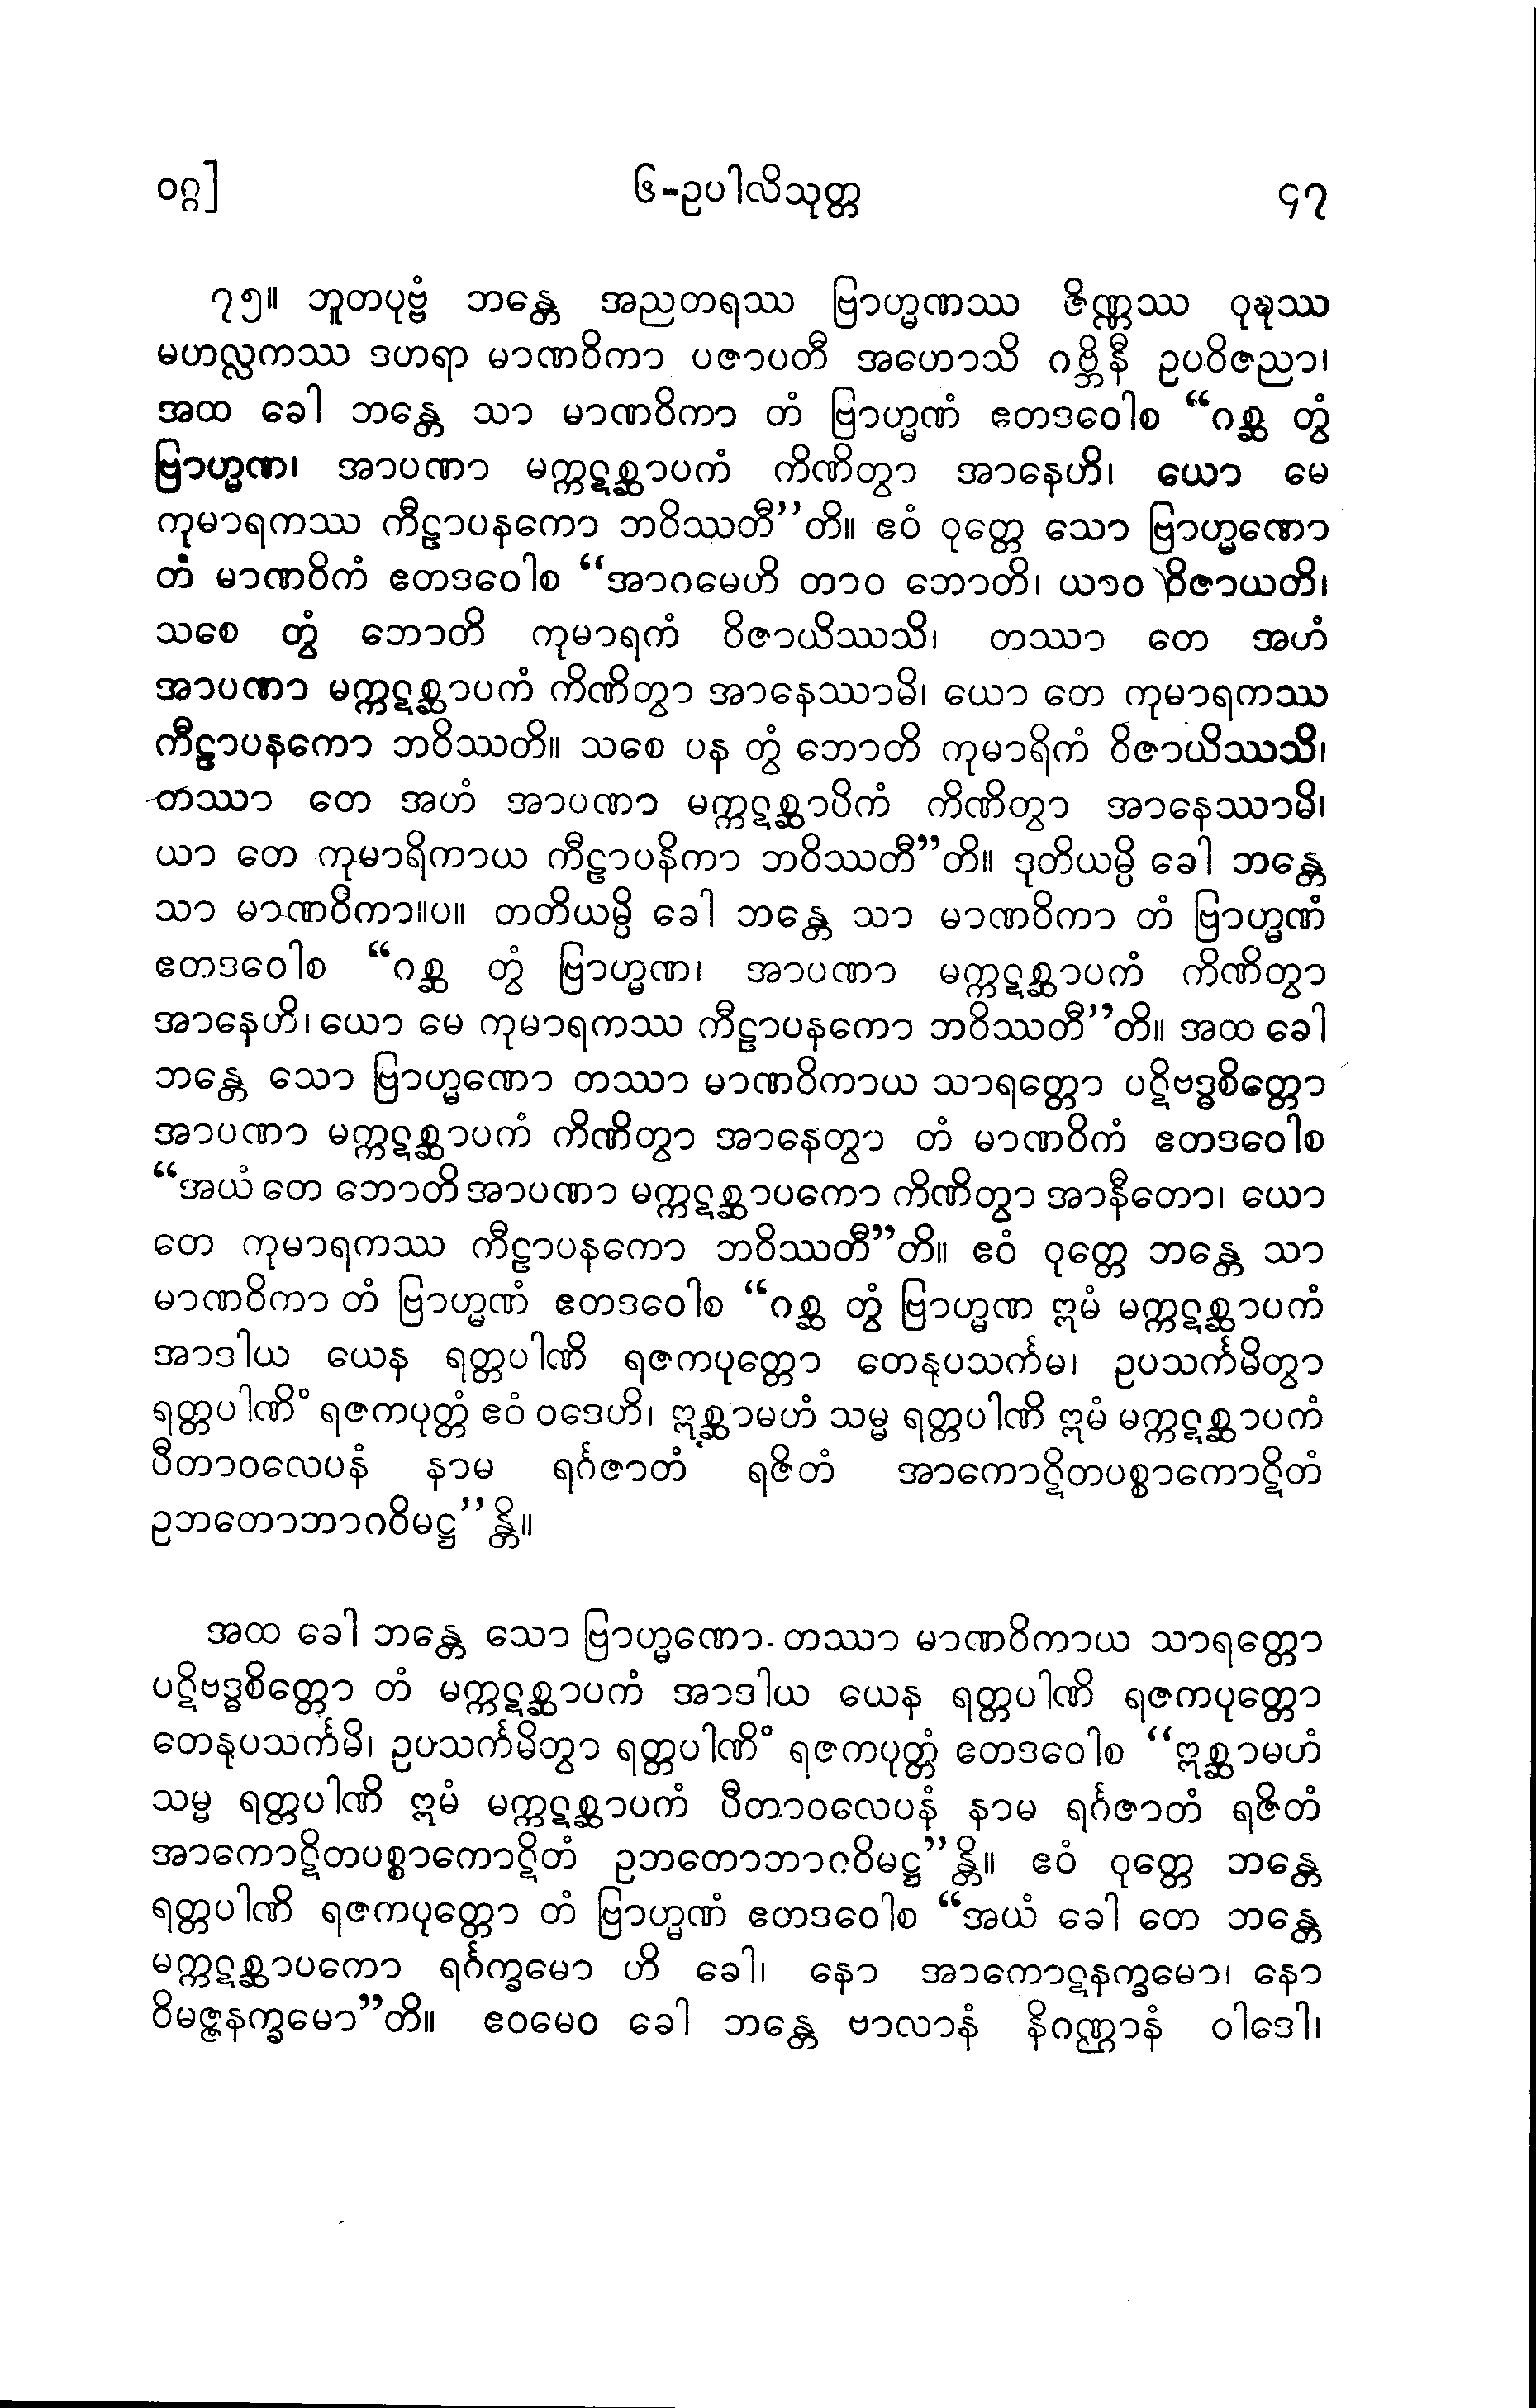 ဝဂ္ဂ]
၆-ဥပါလိသုတ္တ
၄၇
၇၅။ ဘူတပုဗ္ဗံ ဘန္တေ အညတရဿ ဗြာဟ္မဏဿ ဇိဏ္ဏဿ ဝုဍ္ဎဿ
မဟလ္လကဿ ဒဟရာ မာဏဝိကာ ပဇာပတီ အဟောသိ ဂဗ္ဘိနီ ဥပဝိဇညာ၊
အထ ခေါ ဘန္တေ သာ မာဏဝိကာ တံ ဗြာဟ္မဏံ ဧတဒဝေါစ “ဂစ္ဆ တွံ
ဗြာဟ္မဏ၊ အာပဏာ မက္ကဋစ္ဆာပကံ ကိဏိတွာ အာနေဟိ၊ ယော မေ
ကုမာရကဿ ကီဠာပနကော ဘဝိဿတီ’’တိ။ ဧဝံ ဝုတ္တေ သော ဗြာဟ္မဏော
တံ မာဏဝိကံ ဧတဒဝေါစ “အာဂမေဟိ တာဝ ဘောတိ၊ ယာဝ ဝိဇာယတိ၊
သစေ တွံ ဘောတိ ကုမာရကံ ဝိဇာယိဿသိ၊ တဿာ တေ အဟံ
အာပဏာ မက္ကဋစ္ဆာပကံ ကိဏိတွာ အာနေဿာမိ၊ ယော တေ ကုမာရကဿ
ကီဠာပနကော ဘဝိဿတိ။ သစေ ပန တွံ ဘောတိ ကုမာရိကံ ဝိဇာယိဿသိ၊
တဿာ တေ အဟံ အာပဏာ မက္ကဋစ္ဆာပိကံ ကိဏိတွာ အာနေဿာမိ၊
ယာ တေ ကုမာရိကာယ ကီဠာပနိကာ ဘဝိဿတီ”တိ။ ဒုတိယမ္ပိ ခေါ ဘန္တေ
သာ မာဏဝိကာ။ပ။ တတိယမ္ပိ ခေါ ဘန္တေ သာ မာဏဝိကာ တံ ဗြာဟ္မဏံ
ဧတဒဝေါစ “ဂစ္ဆ တွံ ဗြာဟ္မဏ၊ အာပဏာ မက္ကဋစ္ဆာပကံ ကိဏိတွာ
အာနေဟိ၊ ယော မေ ကုမာရကဿ ကီဠာပနကော ဘဝိဿတီ”တိ။ အထ ခေါ
ဘန္တေ သော ဗြာဟ္မဏော တဿာ မာဏဝိကာယ သာရတ္တော ပဋိဗဒ္ဓစိတ္တော
အာပဏာ မက္ကဋစ္ဆာပကံ ကိဏိတွာ အာနေတွာ တံ မာဏဝိကံ ဧတဒဝေါစ
“အယံ တေ ဘောတိ အာပဏာ မက္ကဋစ္ဆာပကော ကိဏိတွာ အာနီတော၊ ယော
တေ ကုမာရကဿ ကီဠာပနကော ဘဝိဿတီ”တိ။ ဧဝံ ဝုတ္တေ ဘန္တေ သာ
မာဏဝိကာ တံ ဗြာဟ္မဏံ ဧတဒဝေါစ “ဂစ္ဆ တွံ ဗြာဟ္မဏ ဣမံ မက္ကဋစ္ဆာပကံ
အာဒါယ ယေန ရတ္တပါဏိ ရဇကပုတ္တော တေနုပသင်္ကမ၊ ဥပသင်္ကမိတွာ
ရတ္တပါဏိံ ရဇကပုတ္တံ ဧဝံ ဝဒေဟိ၊ ဣစ္ဆာမဟံ သမ္မ ရတ္တပါဏိ ဣမံ မက္ကဋစ္ဆာပကံ
ပီတာဝလေပနံ နာမ ရင်္ဂဇာတံ ရဇိတံ အာကောဋိတပစ္စာကောဋိတံ
ဥဘတောဘာဂဝိမဋ္ဌ’’န္တိ။
အထ ခေါ ဘန္တေ သော ဗြာဟ္မဏော တဿာ မာဏဝိကာယ သာရတ္တော
ပဋိဗဒ္ဓစိတ္တော တံ မက္ကဋစ္ဆာပကံ အာဒါယ ယေန ရတ္တပါဏိ ရဇကပုတ္တော
တေနုပသင်္ကမိ၊ ဥပသင်္ကမိတွာ ရတ္တပါဏိံ ရဇကပုတ္တံ ဧတဒဝေါစ “ဣစ္ဆာမဟံ
သမ္မ ရတ္တပါဏိ ဣမံ မက္ကဋစ္ဆာပကံ ပီတာဝလေပနံ နာမ ရင်္ဂဇာတံ ရဇိတံ
အာကောဋိတပစ္စာကောဋိတံ ဥဘတောဘာဂဝိမဋ္ဌ”န္တိ။ ဧဝံ ဝုတ္တေ ဘန္တေ
ရတ္တပါဏိ ရဇကပုတ္တော တံ ဗြာဟ္မဏံ ဧတဒဝေါစ “အယံ ခေါ တေ ဘန္တေ
မက္ကဋစ္ဆာပကော ရင်္ဂက္ခမော ဟိ ခေါ၊ နော အာကောဋနက္ခမော၊ နော
ဝိမဇ္ဇနက္ခမော”တိ။ ဧဝမေဝ ခေါ ဘန္တေ ဗာလာနံ နိဂဏ္ဌာနံ ဝါဒေါ၊